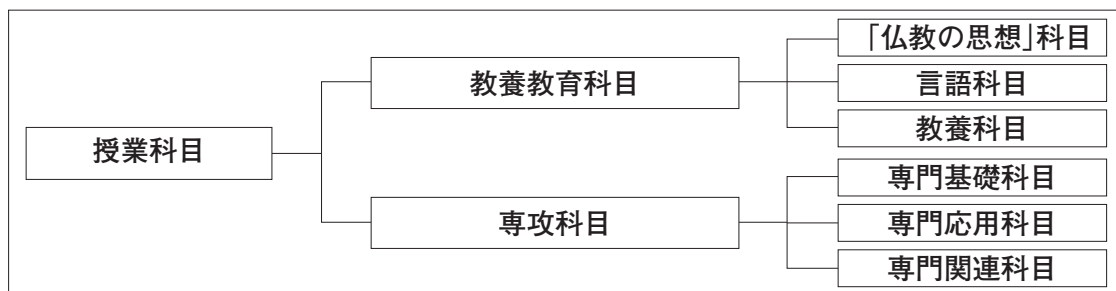 授業科目
教養教育科目
「仏教の思想」科目
言語科目
教養科目
専攻科目
専門基礎科目
専門応用科目
専門関連科目